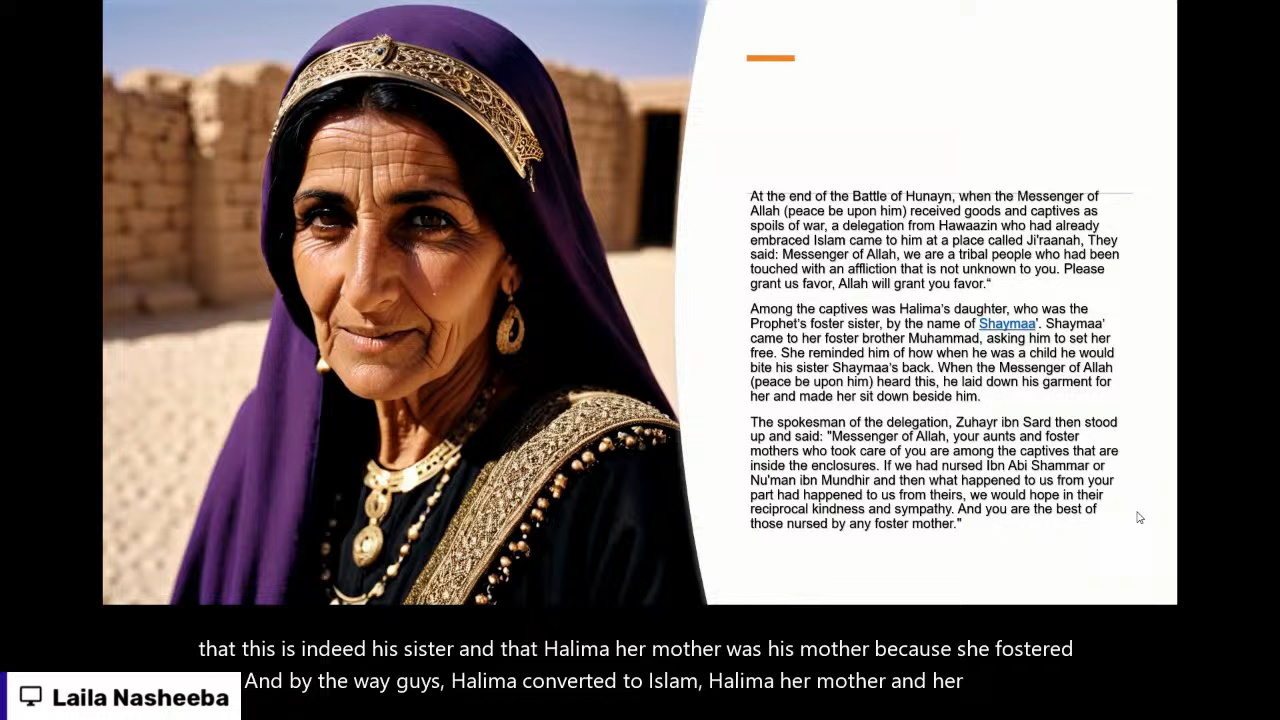 At the end of the Battle of Hunayn, when the Messenger of
Allah (peace be upon him) received goods and captives as
spoils of war, a delegation from Hawaazin who had already
embraced Islam came to him at a place called Ji'raanah, They
said: Messenger of Allah, we are a tribal people who had been
touched with an affliction that is not unknown to you. Please
grant us favor, Allah will grant you favor.“
Among the captives was Halima's daughter, who was the
Prophet's foster sister, by the name of Shaymaa'. Shaymaa'
came to her foster brother Muhammad, asking him to set her
free. She reminded him of how when he was a child he would
bite his sister Shaymaa's back. When the Messenger of Allah
(peace be upon him) heard this, he laid down his garment for
her and made her sit down beside him.
The spokesman of the delegation, Zuhayr ibn Sard then stood
up and said: "Messenger of Allah, your aunts and foster
mothers who took care of you are among the captives that are
inside the enclosures. If we had nursed Ibn Abi Shammar or
Nu'man ibn Mundhir and then what happened to us from your
part had happened to us from theirs, we would hope in their
reciprocal kindness and sympathy. And you are the best of
those nursed by any foster mother."
that this is indeed his sister and that Halima her mother was his mother because she fostered
And by the way guys, Halima converted to Islam, Halima her mother and her
Laila Nasheeba